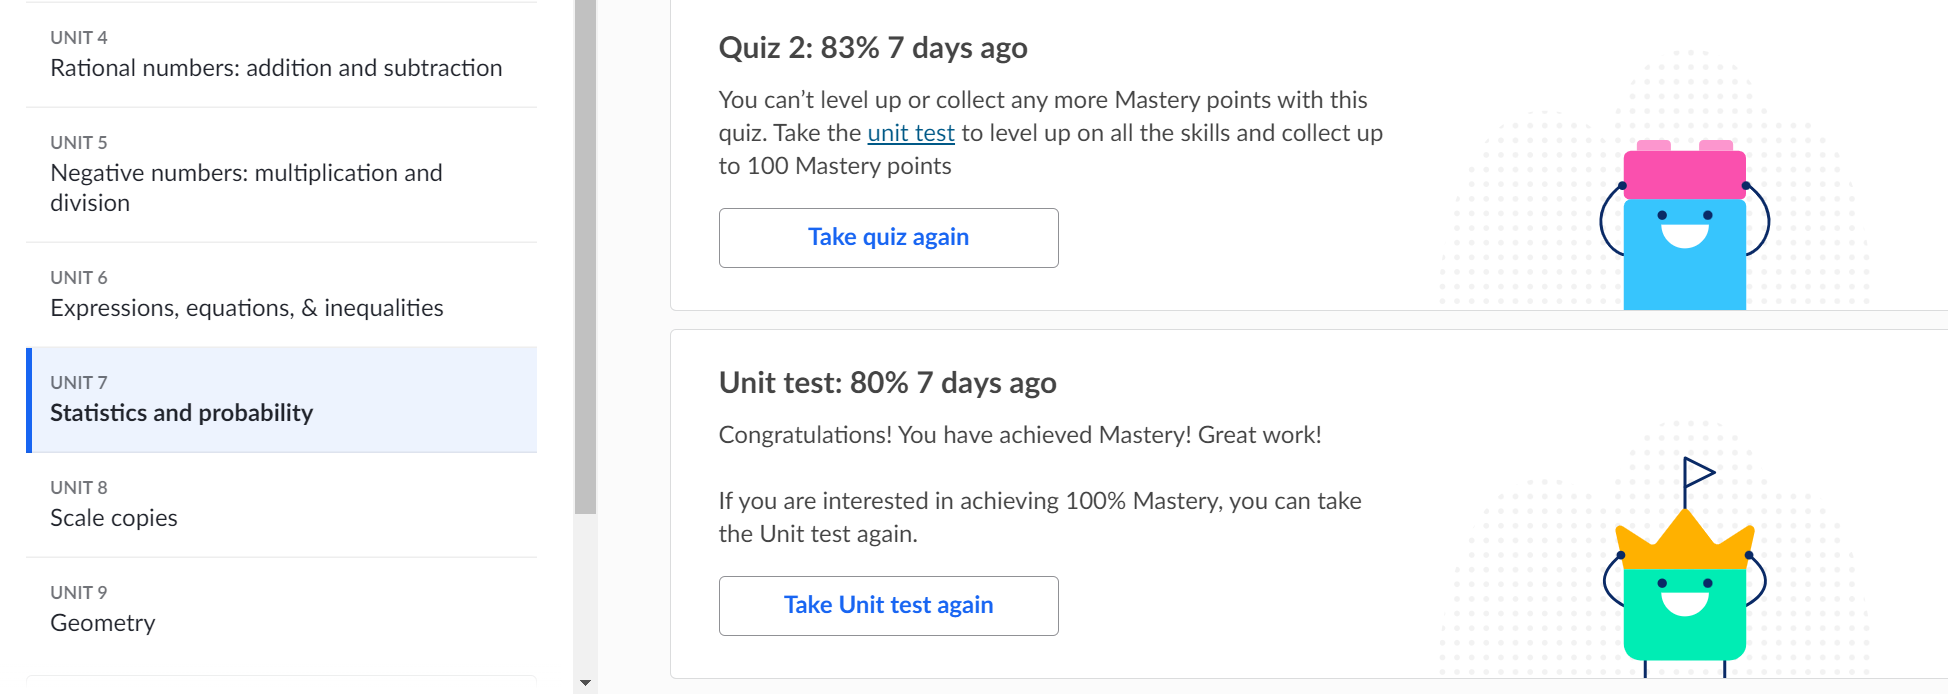 UNIT 4
Rational numbers: addition and subtraction
UNIT 5
Negative numbers: multiplication and
division
UNIT 6
Expressions, equations, & inequalities
UNIT 7
Statistics and probability
UNIT 8
Scale copies
UNIT 9
Geometry
Quiz 2: 83% 7 days ago
You can’t level up or collect any more Mastery points with this
quiz. Take the unit test to level up on all the skills and collect up
to 100 Mastery points
Take quiz again
Unit test: 80% 7 days ago
Congratulations! You have achieved Mastery! Great work!
If you are interested in achieving 100% Mastery, you can take
the Unit test again.
Take Unit test again